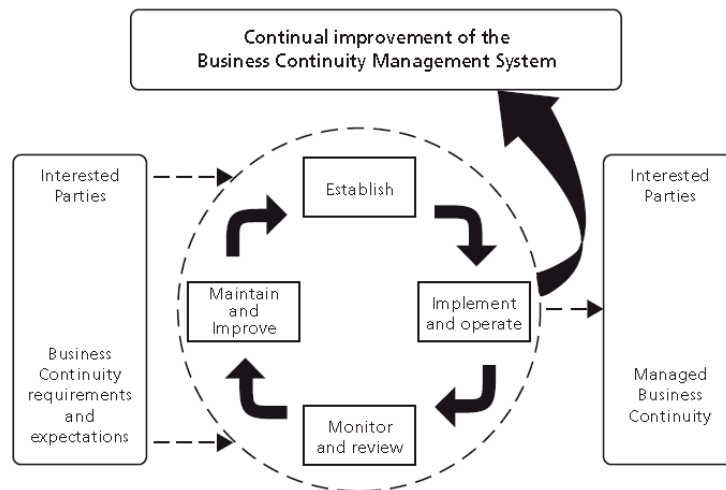 Continual improvement of the
Business Continuity Management System
Interested
Parties
Business
Continuity
requirements
and
expectations
Establish
Implement
and operate
Monitor
and review
Maintain
and
Improve
Interested
Parties
Managed
Business
Continuity